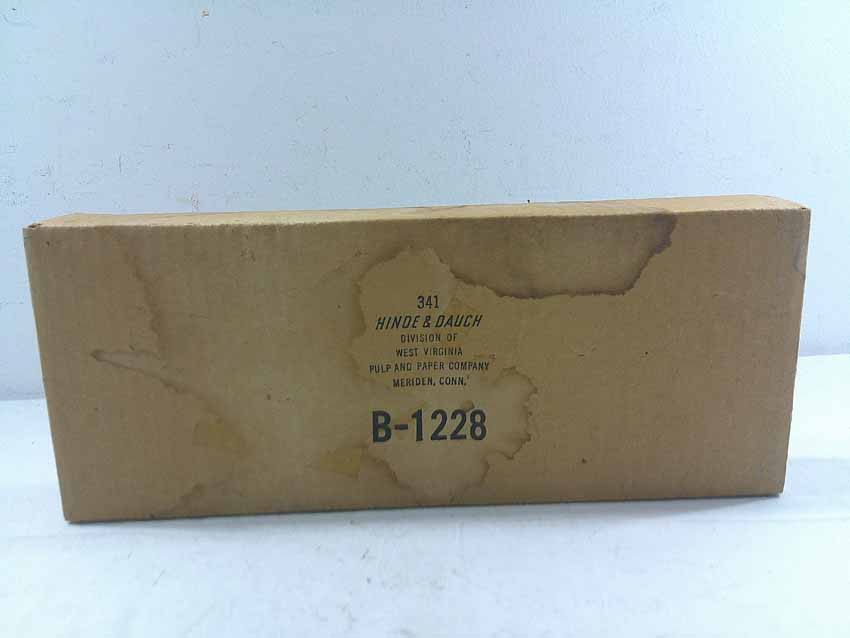 341
HINDE & DAUCH
DIVISION OF
WEST VIRGINIA
PULP AND PAPER COMPANY
MERIDEN, CONN.
B-1228